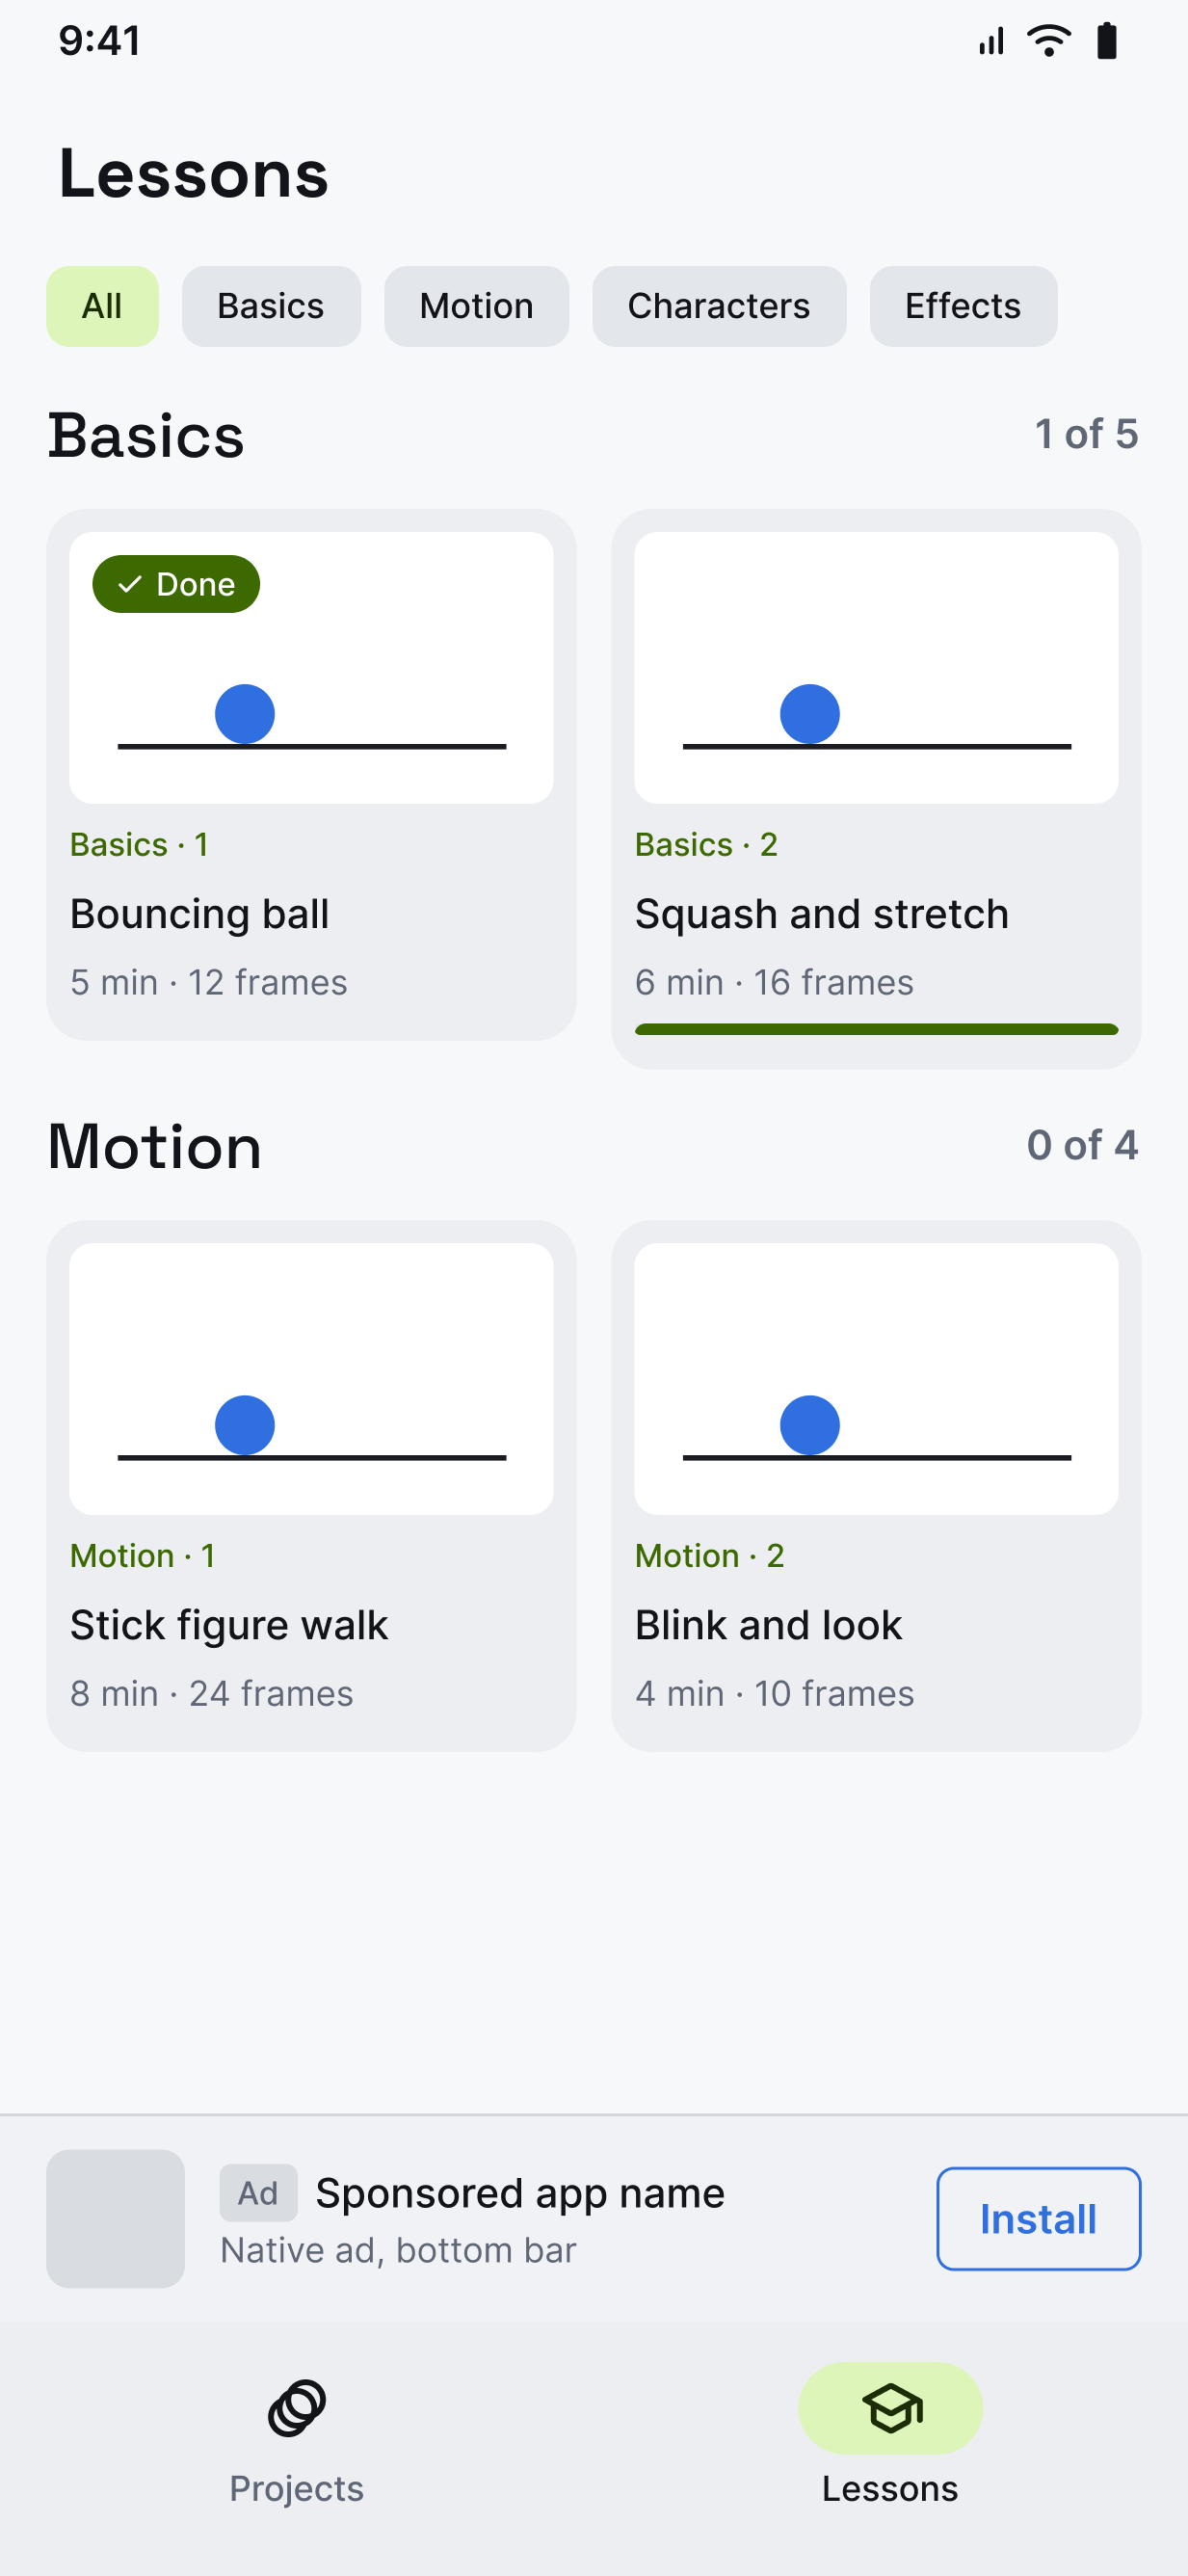 9:41
Lessons
All
Basics
Motion
Characters
Effects
Basics
1 of 5
Done
Basics · 1
Bouncing ball
5 min · 12 frames
Basics · 2
Squash and stretch
6 min · 16 frames
Motion
0 of 4
Motion · 1
Stick figure walk
8 min · 24 frames
Motion · 2
Blink and look
4 min · 10 frames
Ad
Sponsored app name
Native ad, bottom bar
Install
Projects
Lessons